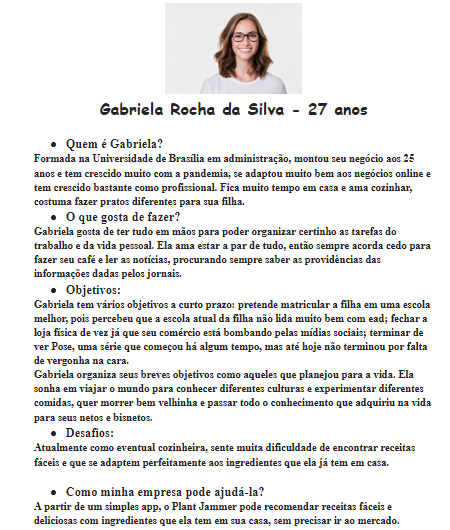 Gabriela Rocha da Silva - 27 anos
• Quem é Gabriela?
Formada na Universidade de Brasília em administração, montou seu negócio aos 25
anos e tem crescido muito com a pandemia, se adaptou muito bem aos negócios online e
tem crescido bastante como profissional. Fica muito tempo em casa e ama cozinhar,
costuma fazer pratos diferentes para sua filha.
• O que gosta de fazer?
Gabriela gosta de ter tudo em mãos para poder organizar certinho as tarefas do
trabalho e da vida pessoal. Ela ama estar a par de tudo, então sempre acorda cedo para
fazer seu café e ler as notícias, procurando sempre saber as providências das
informações dadas pelos jornais.
• Objetivos:
Gabriela tem vários objetivos a curto prazo: pretende matricular a filha em uma escola
melhor, pois percebeu que a escola atual da filha não lida muito bem com ead; fechar a
loja física de vez já que seu comércio está bombando pelas mídias sociais; terminar de
ver Pose, uma série que começou há algum tempo, mas até hoje não terminou por falta
de vergonha na cara.
Gabriela organiza seus breves objetivos como aqueles que planejou para a vida. Ela
sonha em viajar o mundo para conhecer diferentes culturas e experimentar diferentes
comidas, quer morrer bem velhinha e passar todo o conhecimento que adquiriu na vida
para seus netos e bisnetos.
• Desafios:
Atualmente como eventual cozinheira, sente muita dificuldade de encontrar receitas
fáceis e que se adaptem perfeitamente aos ingredientes que ela já tem em casa.
• Como minha empresa pode ajudá-la?
A partir de um simples app, o Plant Jammer pode recomendar receitas fáceis e
deliciosas com ingredientes que ela tem em sua casa, sem precisar ir ao mercado.